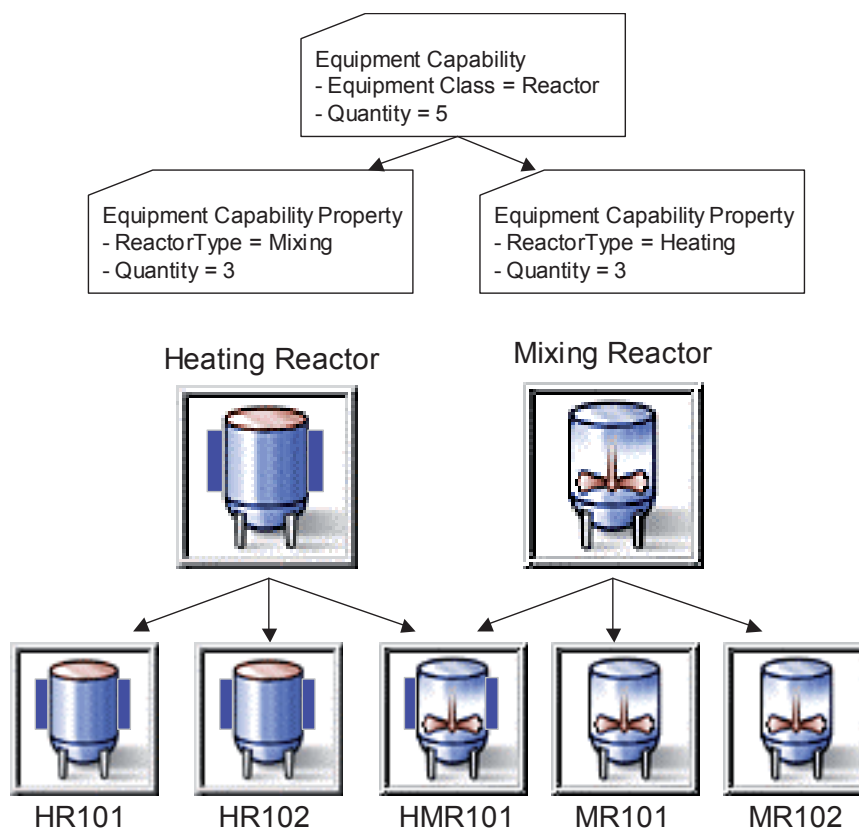 Equipment Capability
- Equipment Class = Reactor
- Quantity = 5
Equipment Capability Property
- ReactorType = Mixing
- Quantity = 3
Equipment Capability Property
- ReactorType = Heating
- Quantity = 3
Heating Reactor
Mixing Reactor
HR101
HR102
HMR101
MR101
MR102